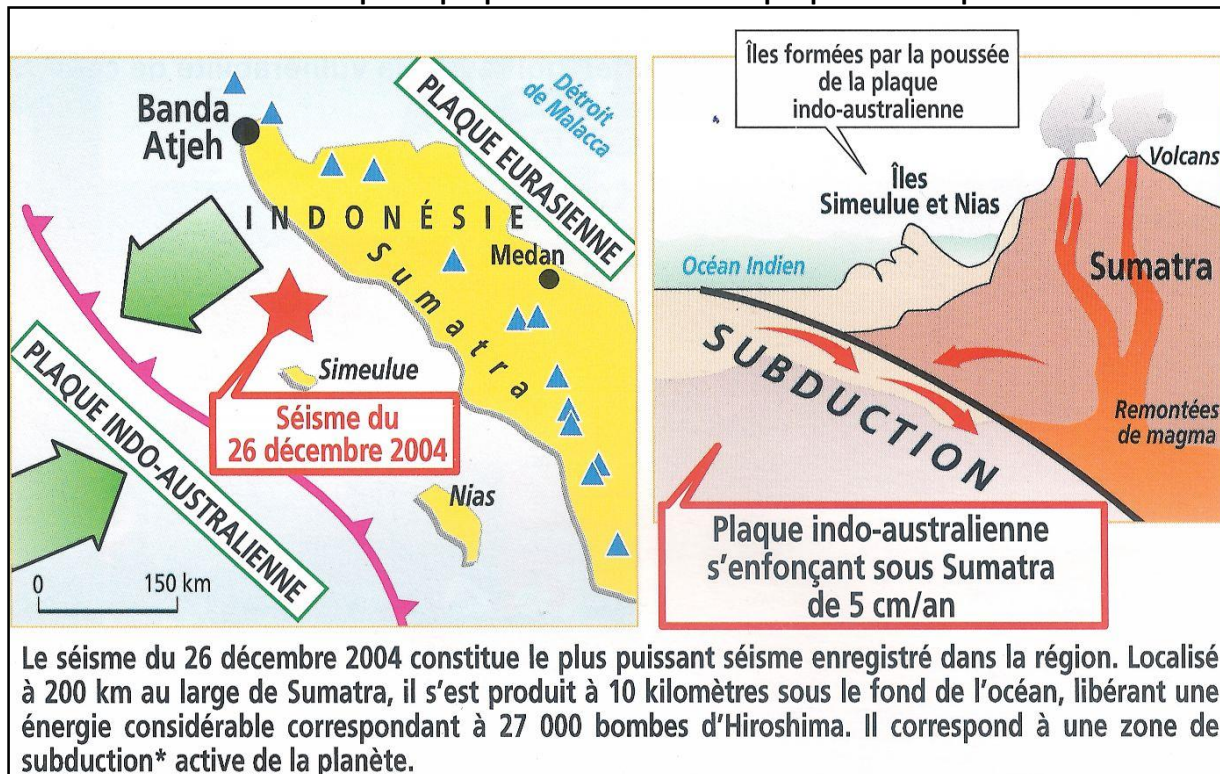 Banda
Atjeh
PLAQUE EURASIENNE
Détroit
de Malacca
INDONÉSIE
Sumatra
Medan
Simeulue
Séisme du
26 décembre 2004
PLAQUE INDO-AUSTRALIENNE
Nias
0 150 km
Îles formées par la poussée
de la plaque
indo-australienne
Volcans
Îles
Simeulue et Nias
Océan Indien
Sumatra
SUBDUCTION
Remontées
de magma
Plaque indo-australienne
s'enfonçant sous Sumatra
de 5 cm/an
Le séisme du 26 décembre 2004 constitue le plus puissant séisme enregistré dans la région. Localisé
à 200 km au large de Sumatra, il s'est produit à 10 kilomètres sous le fond de l'océan, libérant une
énergie considérable correspondant à 27 000 bombes d'Hiroshima. Il correspond à une zone de
subduction* active de la planète.